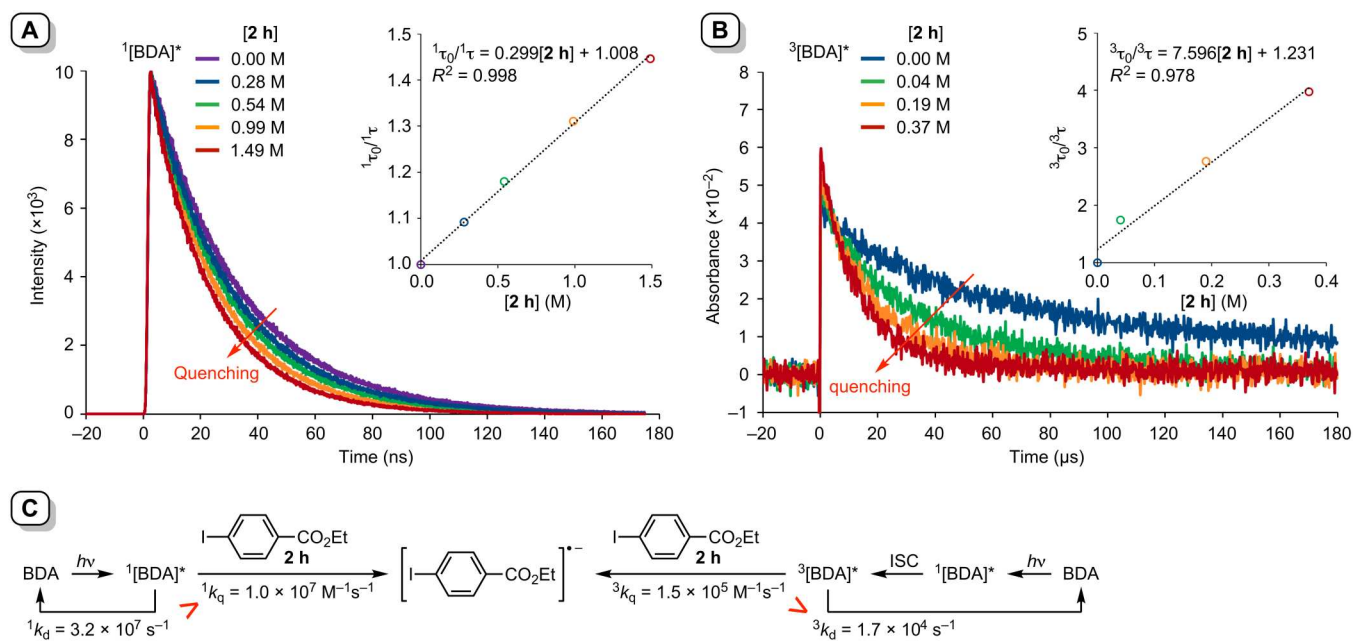 A
¹[BDA]*
[2 h]
0.00 M
0.28 M
0.54 M
0.99 M
1.49 M
Quenching
Intensity (×10³)
10
8
6
4
2
0
−20
0
20
40
60
80
100
120
140
160
180
Time (ns)
¹τ₀/¹τ = 0.299[2 h] + 1.008
R² = 0.998
¹τ₀/¹τ
1.5
1.4
1.3
1.2
1.1
1.0
0.0
0.5
1.0
1.5
[2 h] (M)
B
³[BDA]*
[2 h]
0.00 M
0.04 M
0.19 M
0.37 M
quenching
Absorbance (×10⁻²)
8
7
6
5
4
3
2
1
0
−1
−20
0
20
40
60
80
100
120
140
160
180
Time (µs)
³τ₀/³τ = 7.596[2 h] + 1.231
R² = 0.978
³τ₀/³τ
5
4
3
2
1
0.0
0.1
0.2
0.3
0.4
[2 h] (M)
C
BDA
hν
¹[BDA]*
¹k_d = 3.2 × 10⁷ s⁻¹
I
CO₂Et
2 h
¹k_q = 1.0 × 10⁷ M⁻¹s⁻¹
I
CO₂Et
•−
I
CO₂Et
2 h
³k_q = 1.5 × 10⁵ M⁻¹s⁻¹
³[BDA]*
ISC
¹[BDA]*
hν
BDA
³k_d = 1.7 × 10⁴ s⁻¹